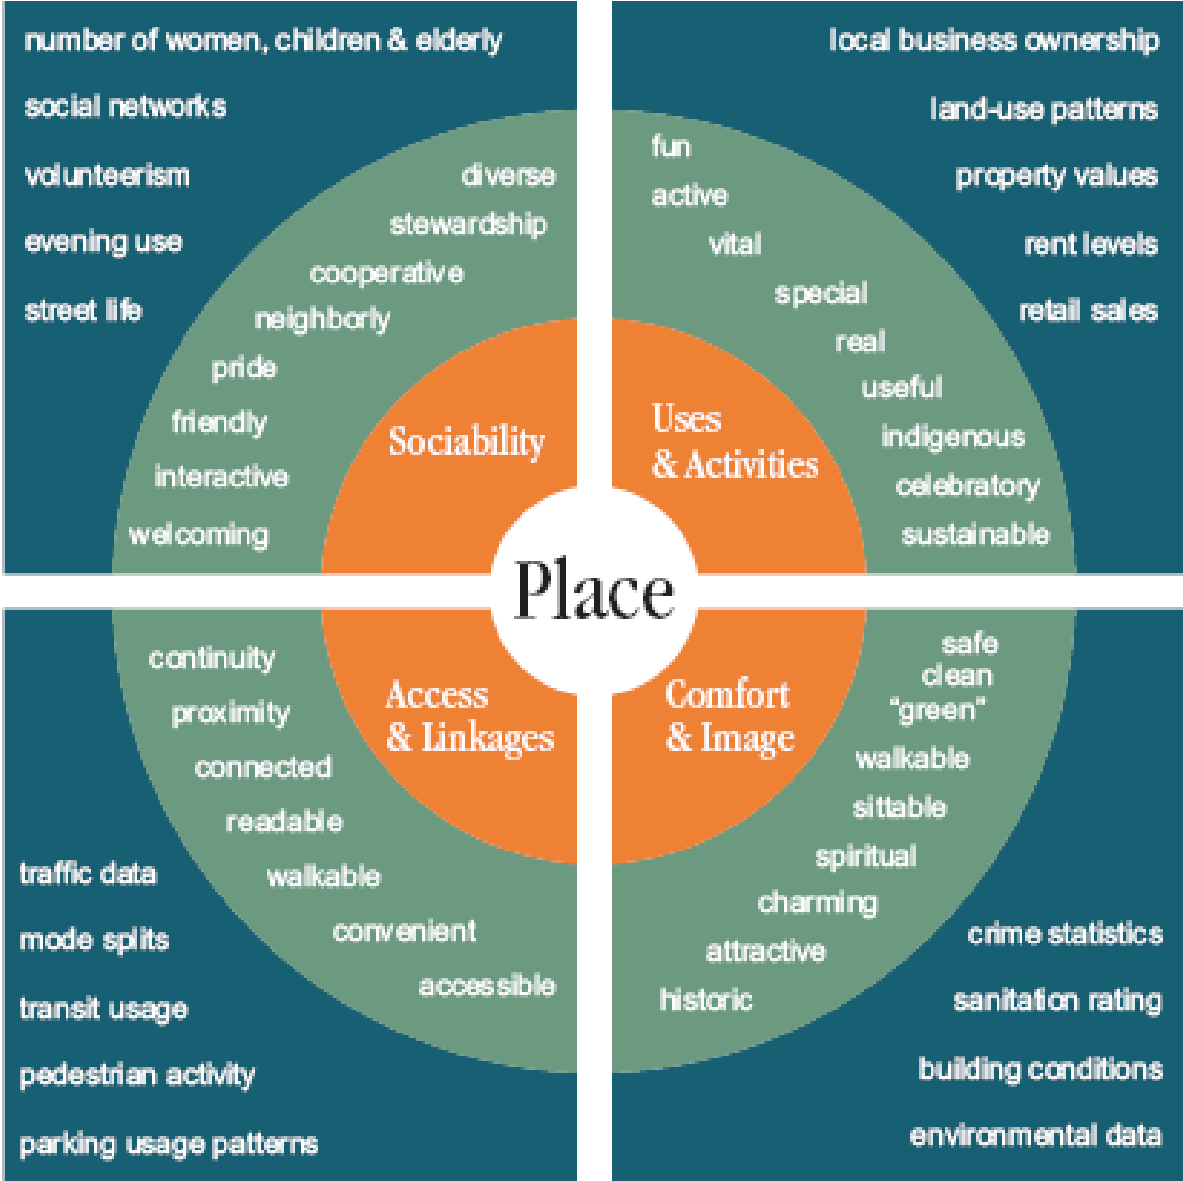 number of women, children & elderly
social networks
volunteerism
evening use
street life
diverse
stewardship
cooperative
neighborly
pride
friendly
interactive
welcoming
Sociability
local business ownership
land-use patterns
property values
rent levels
retail sales
fun
active
vital
special
real
useful
indigenous
celebratory
sustainable
Uses
& Activities
Place
continuity
proximity
connected
readable
walkable
convenient
accessible
Access
& Linkages
traffic data
mode splits
transit usage
pedestrian activity
parking usage patterns
Comfort
& Image
safe
clean
"green"
walkable
sittable
spiritual
charming
attractive
historic
crime statistics
sanitation rating
building conditions
environmental data